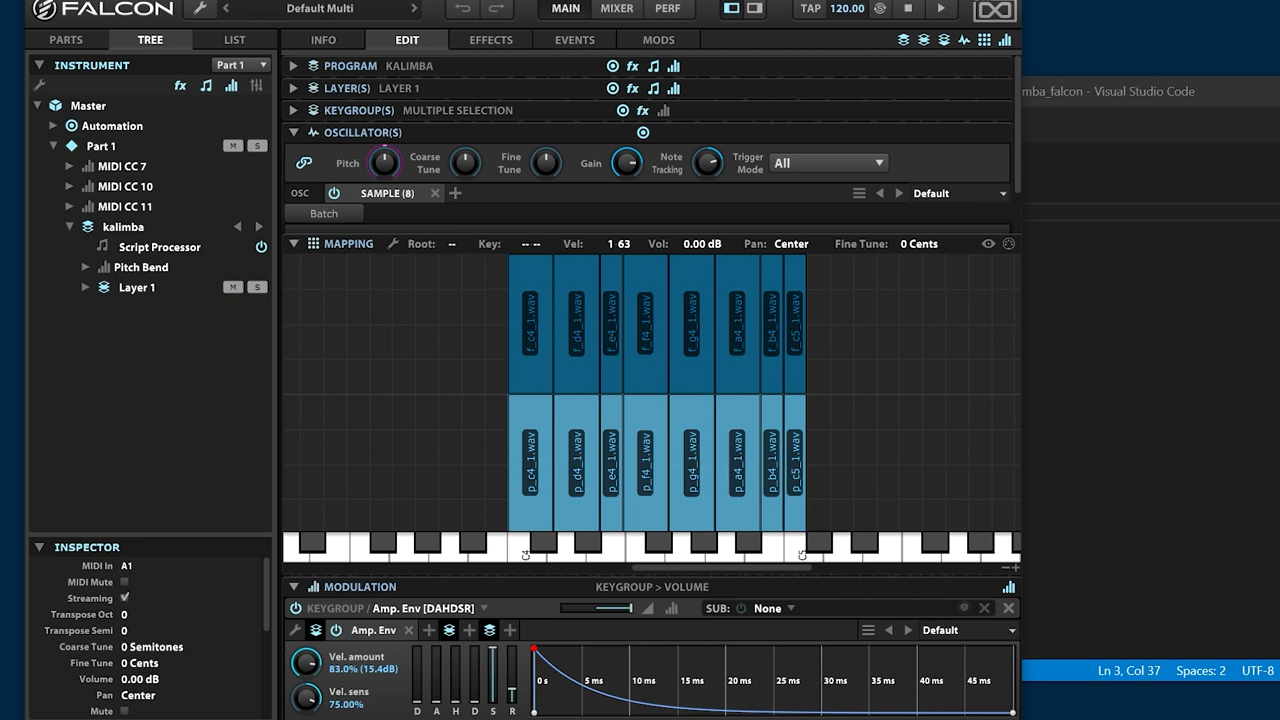 FALCON
Default Multi
MAIN MIXER PERF
TAP 120.00
PARTS TREE LIST
INFO EDIT EFFECTS EVENTS MODS
INSTRUMENT Part 1
fx
Master
Automation
Part 1 M S
MIDI CC 7
MIDI CC 10
MIDI CC 11
kalimba
Script Processor
Pitch Bend
Layer 1 M S
PROGRAM KALIMBA fx
LAYER(S) LAYER 1 fx
KEYGROUP(S) MULTIPLE SELECTION fx
OSCILLATOR(S)
Pitch Coarse Tune Fine Tune Gain Note Tracking Trigger Mode All
OSC SAMPLE (8) Default
Batch
MAPPING Root: -- Key: -- -- Vel: 1 63 Vol: 0.00 dB Pan: Center Fine Tune: 0 Cents
f_c4_1.wav
f_d4_1.wav
f_e4_1.wav
f_f4_1.wav
f_g4_1.wav
f_a4_1.wav
f_b4_1.wav
f_c5_1.wav
p_c4_1.wav
p_d4_1.wav
p_e4_1.wav
p_f4_1.wav
p_g4_1.wav
p_a4_1.wav
p_b4_1.wav
p_c5_1.wav
C4 C5
INSPECTOR
MIDI In A1
MIDI Mute
Streaming
Transpose Oct 0
Transpose Semi 0
Coarse Tune 0 Semitones
Fine Tune 0 Cents
Volume 0.00 dB
Pan Center
Mute
MODULATION KEYGROUP > VOLUME
KEYGROUP / Amp. Env [DAHDSR] SUB: None
Amp. Env Default
Vel. amount
83.0% (15.4dB)
Vel. sens
75.00%
D A H D S R
0 s 5 ms 10 ms 15 ms 20 ms 25 ms 30 ms 35 ms 40 ms 45 ms
mba_falcon - Visual Studio Code
Ln 3, Col 37 Spaces: 2 UTF-8